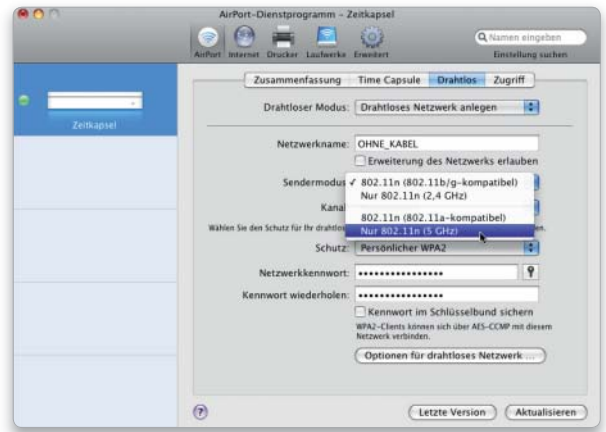 AirPort-Dienstprogramm – Zeitkapsel
AirPort Internet Drucker Laufwerke Erweitert
Namen eingeben
Einstellung suchen
Zeitkapsel
Zusammenfassung Time Capsule Drahtlos Zugriff
Drahtloser Modus: Drahtloses Netzwerk anlegen
Netzwerkname: OHNE_KABEL
Erweiterung des Netzwerks erlauben
Sendermodus ✓ 802.11n (802.11b/g-kompatibel)
Nur 802.11n (2,4 GHz)
Kanal 802.11n (802.11a-kompatibel)
Wählen Sie den Schutz für Ihr drahtlos Nur 802.11n (5 GHz) en.
Schutz: Persönlicher WPA2
Netzwerkkennwort: ••••••••••••••••
Kennwort wiederholen: ••••••••••••••••
Kennwort im Schlüsselbund sichern
WPA2-Clients können sich über AES-CCMP mit diesem
Netzwerk verbinden.
Optionen für drahtloses Netzwerk ...
? Letzte Version Aktualisieren